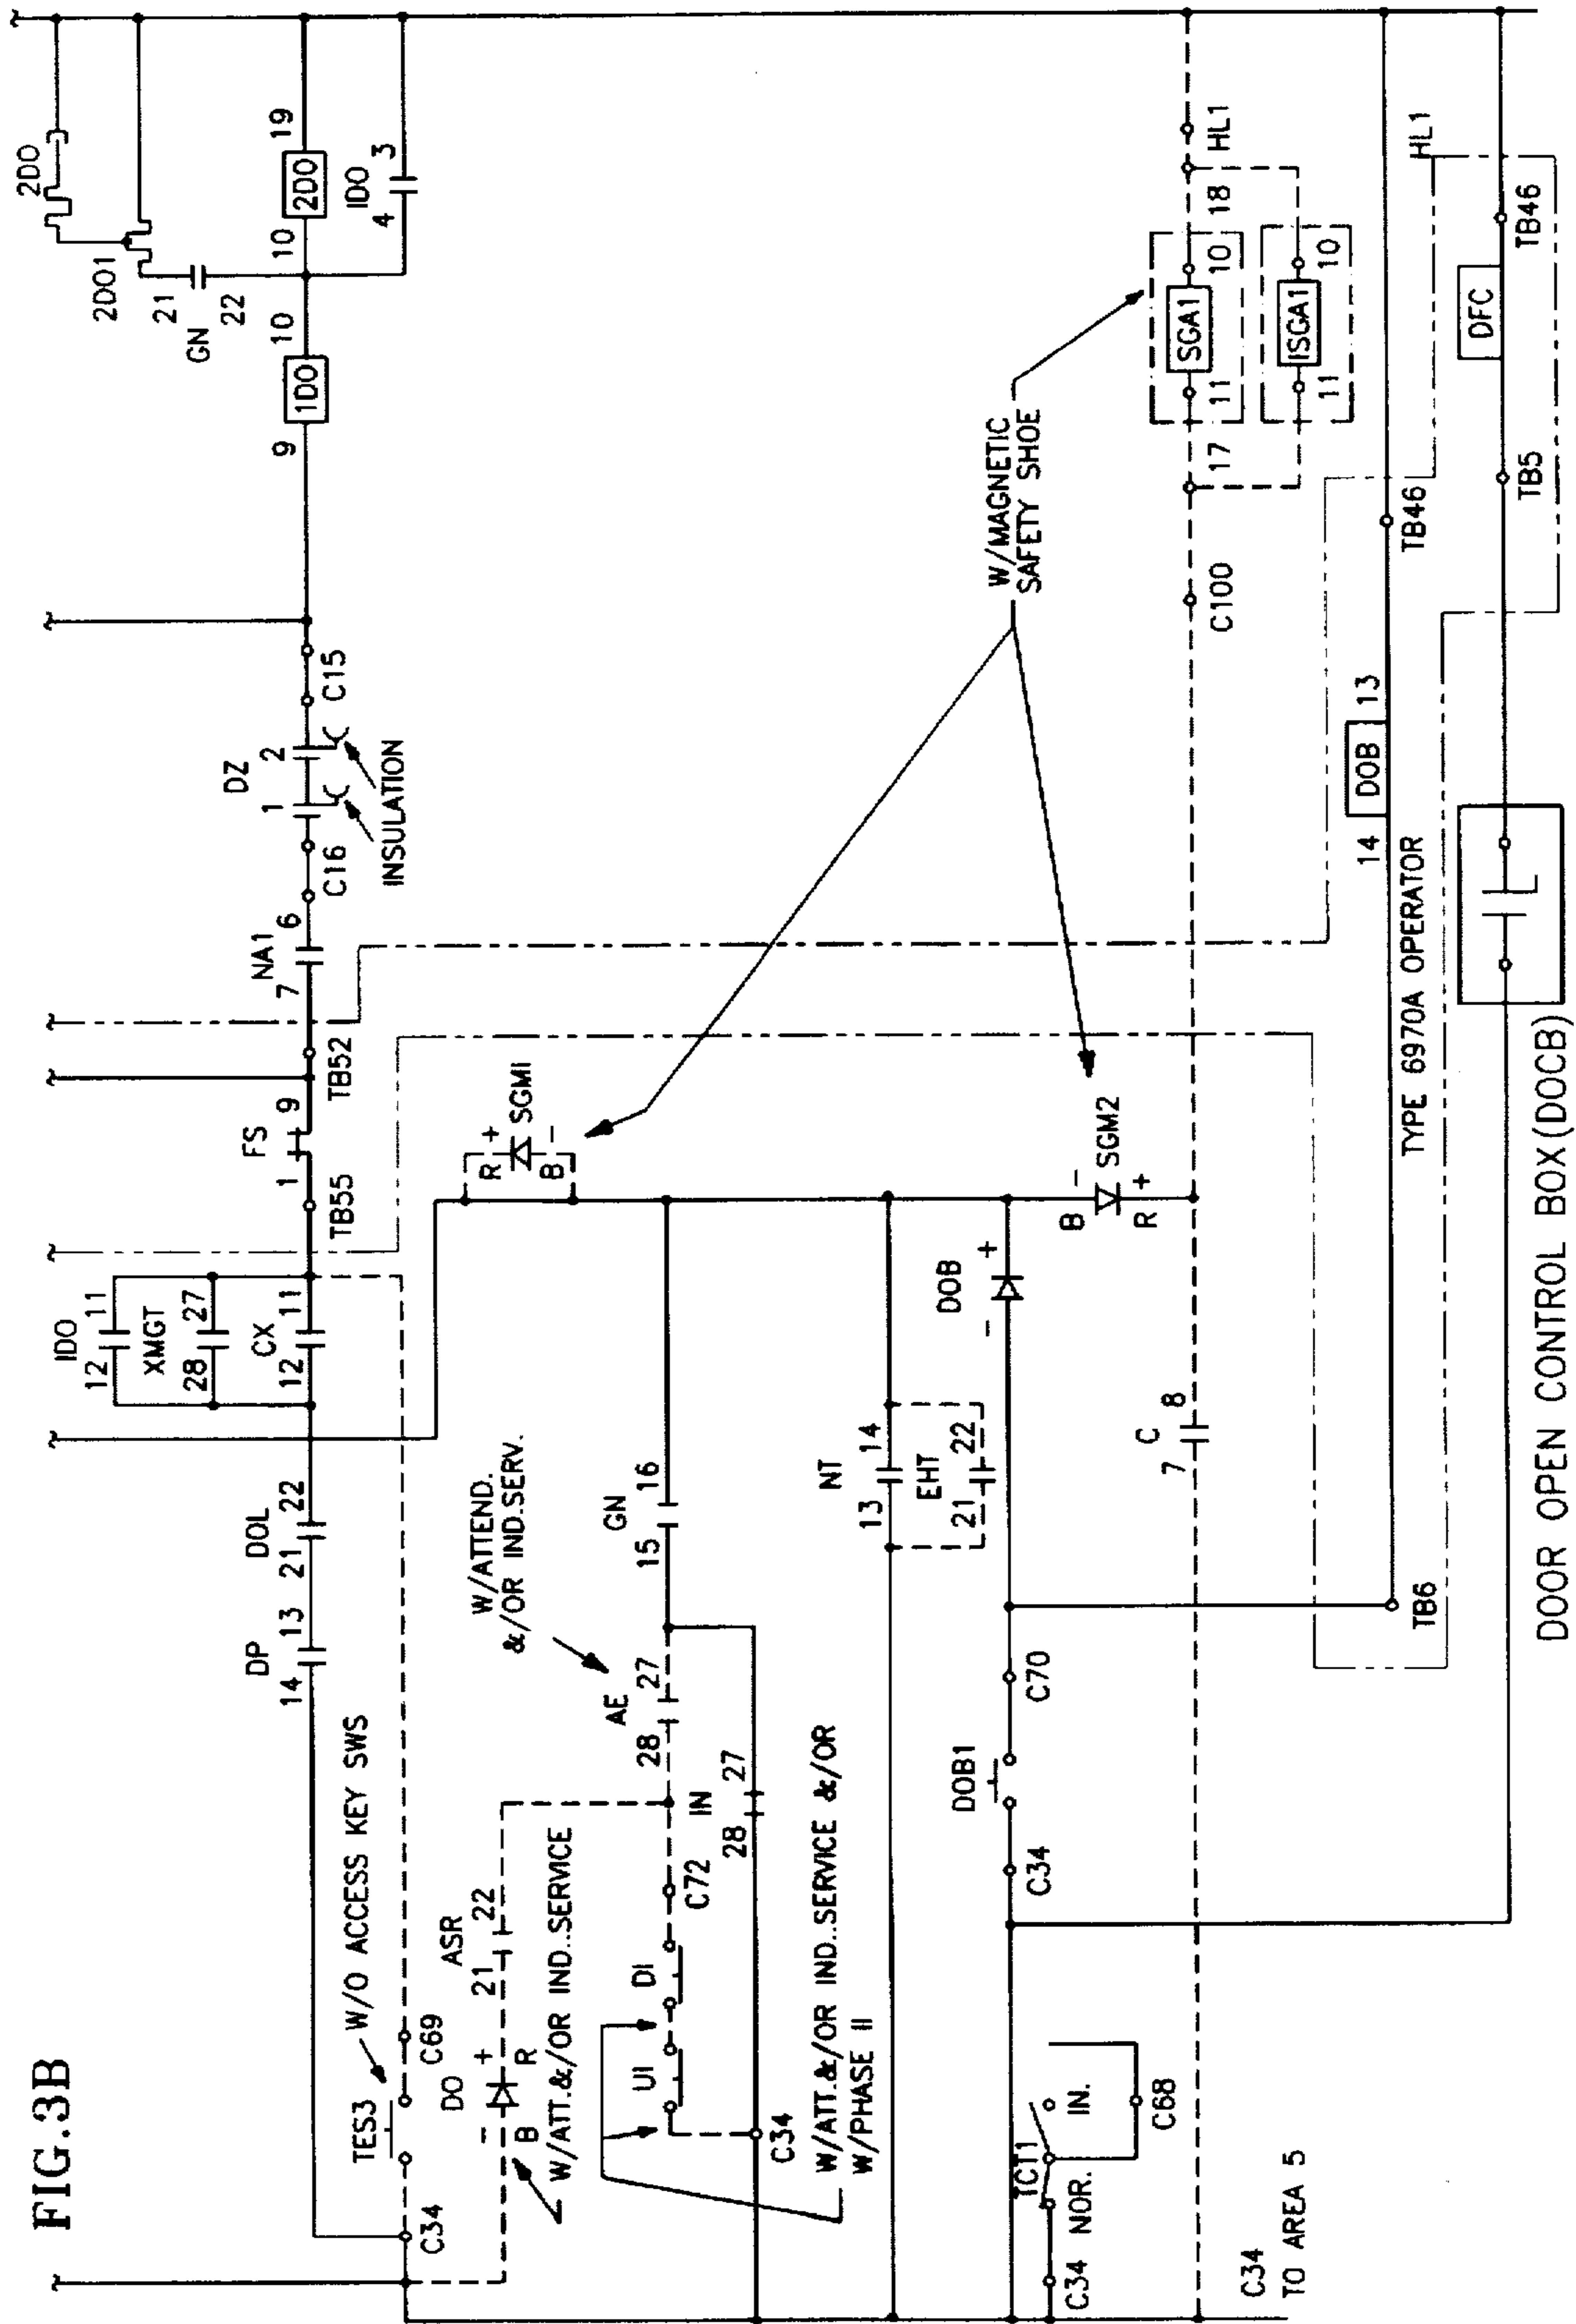 FIG.3B
2DO
2DO1
21
GN
22
9
1DO
10
10
2DO
19
1DO
4
3
1DO
12
11
XMGT
28
27
CX
12
11
DP
14
13
DOL
21
22
TB55
FS
1
9
TB52
NA1
7
6
C16
DZ
1
2
C15
INSULATION
C34
TES3
C69
W/O ACCESS KEY SWS
DO
-
+
B
R
ASR
21
22
W/ATT.&/OR IND..SERVICE
UI
DI
C72
C34
AE
28
27
IN
28
27
W/ATTEND.
&/OR IND.SERV.
GN
15
16
R
+
SGM1
B
-
W/MAGNETIC
SAFETY SHOE
W/ATT.&/OR IND..SERVICE &/OR
W/PHASE II
NT
13
14
EHT
21
22
DOB1
C34
C70
DOB
-
+
B
-
SGM2
R
+
TCT1
C34
NOR.
IN.
C68
C
7
8
C100
17
11
SGA1
10
18
HL1
11
ISGA1
10
C34
TO AREA 5
TB6
TYPE 6970A OPERATOR
14
DOB
13
TB46
HL1
TB5
DFC
TB46
DOOR OPEN CONTROL BOX(DOCB)